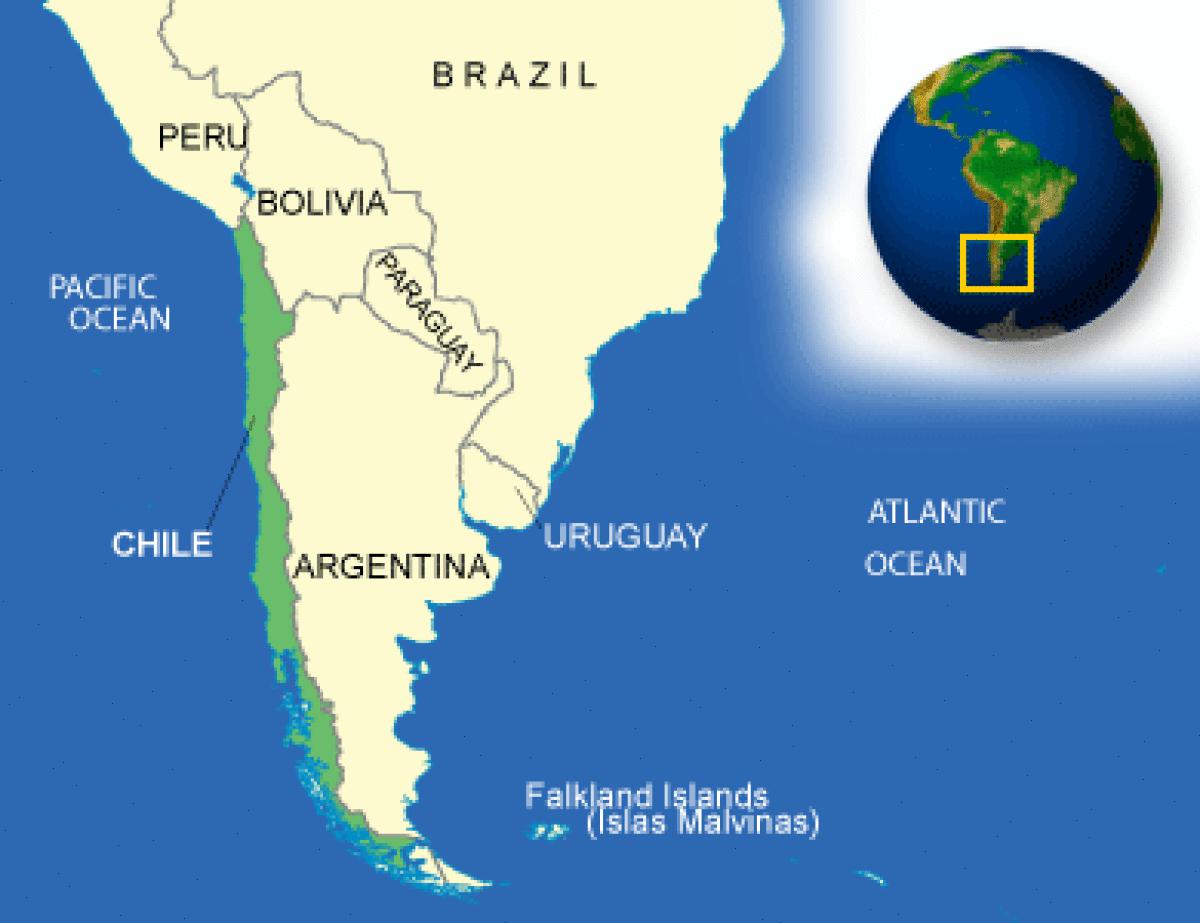 BRAZIL
PERU
BOLIVIA
PACIFIC
OCEAN
PARAGUAY
ATLANTIC
OCEAN
CHILE
URUGUAY
ARGENTINA
Falkland Islands
(Islas Malvinas)